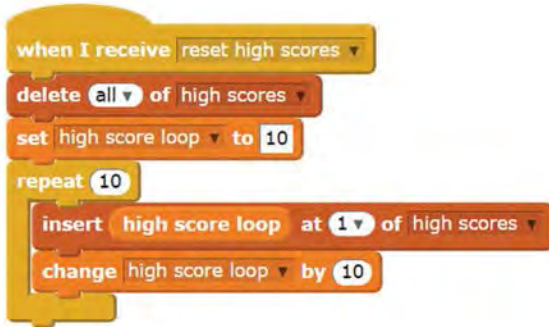 when I receive reset high scores
delete all of high scores
set high score loop to 10
repeat 10
insert high score loop at 1 of high scores
change high score loop by 10